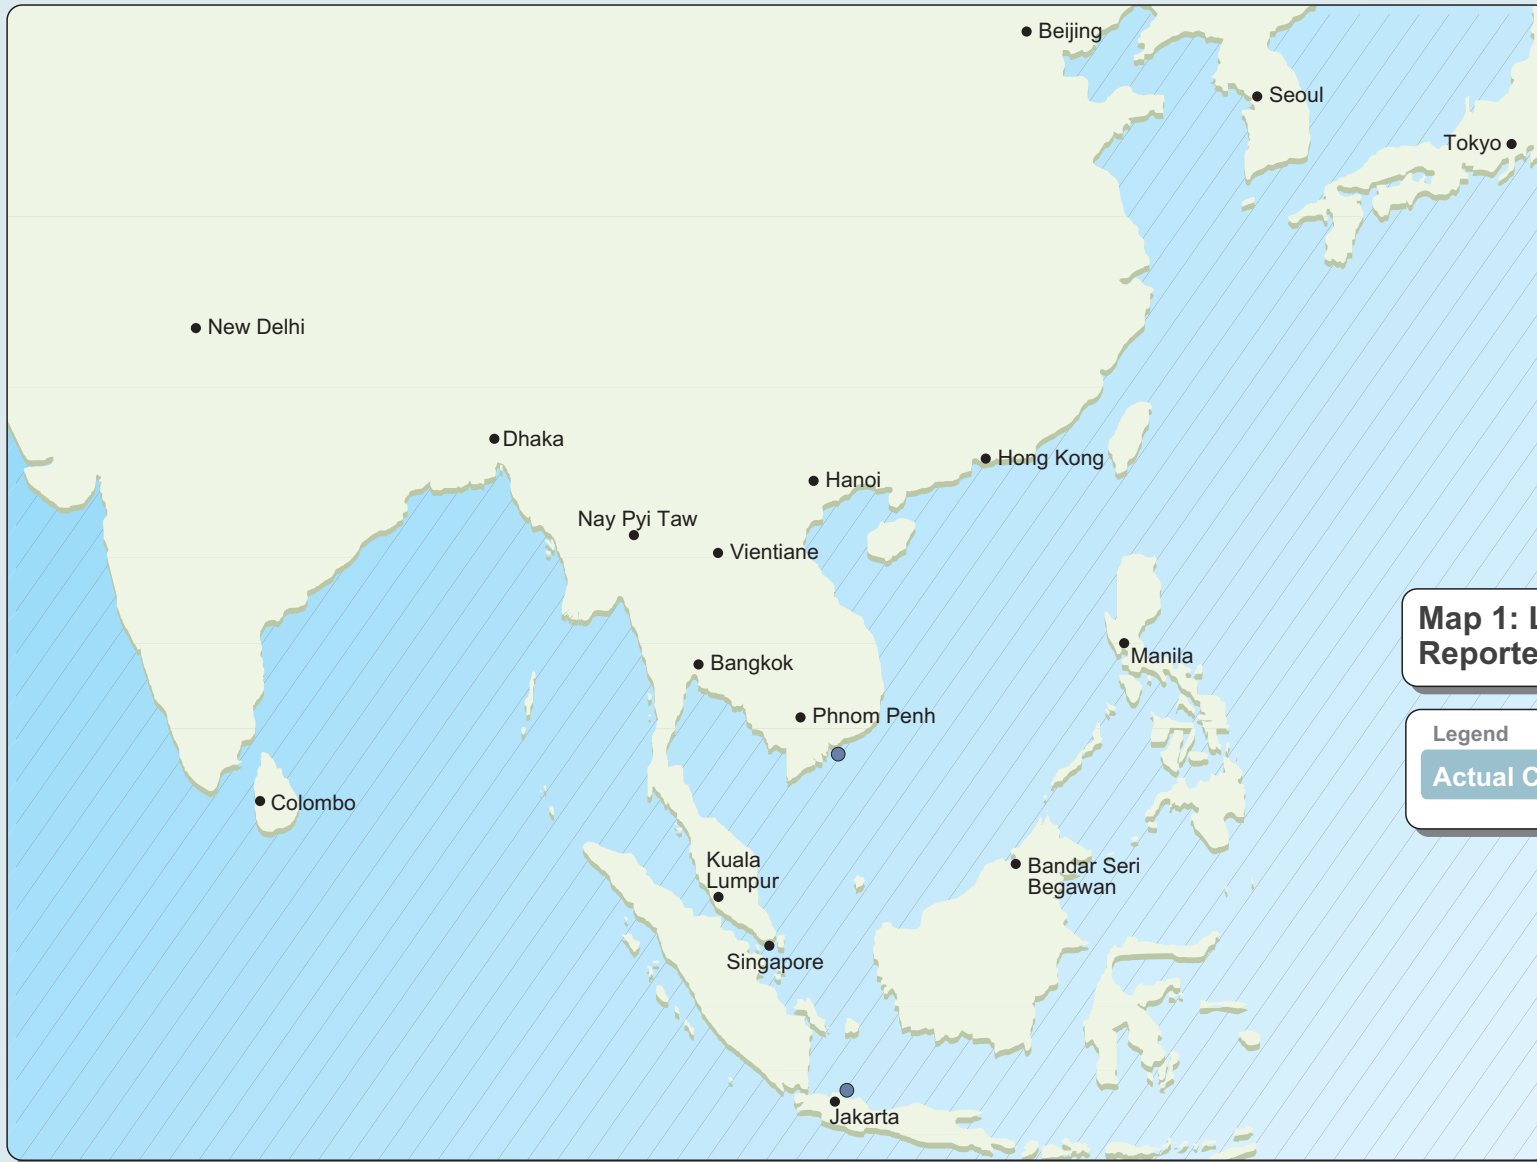 Beijing
Seoul
Tokyo
New Delhi
Dhaka
Hong Kong
Hanoi
Nay Pyi Taw
Vientiane
Map 1: L
Reporte
Manila
Bangkok
Phnom Penh
Legend
Actual C
Colombo
Kuala
Lumpur
Bandar Seri
Begawan
Singapore
Jakarta